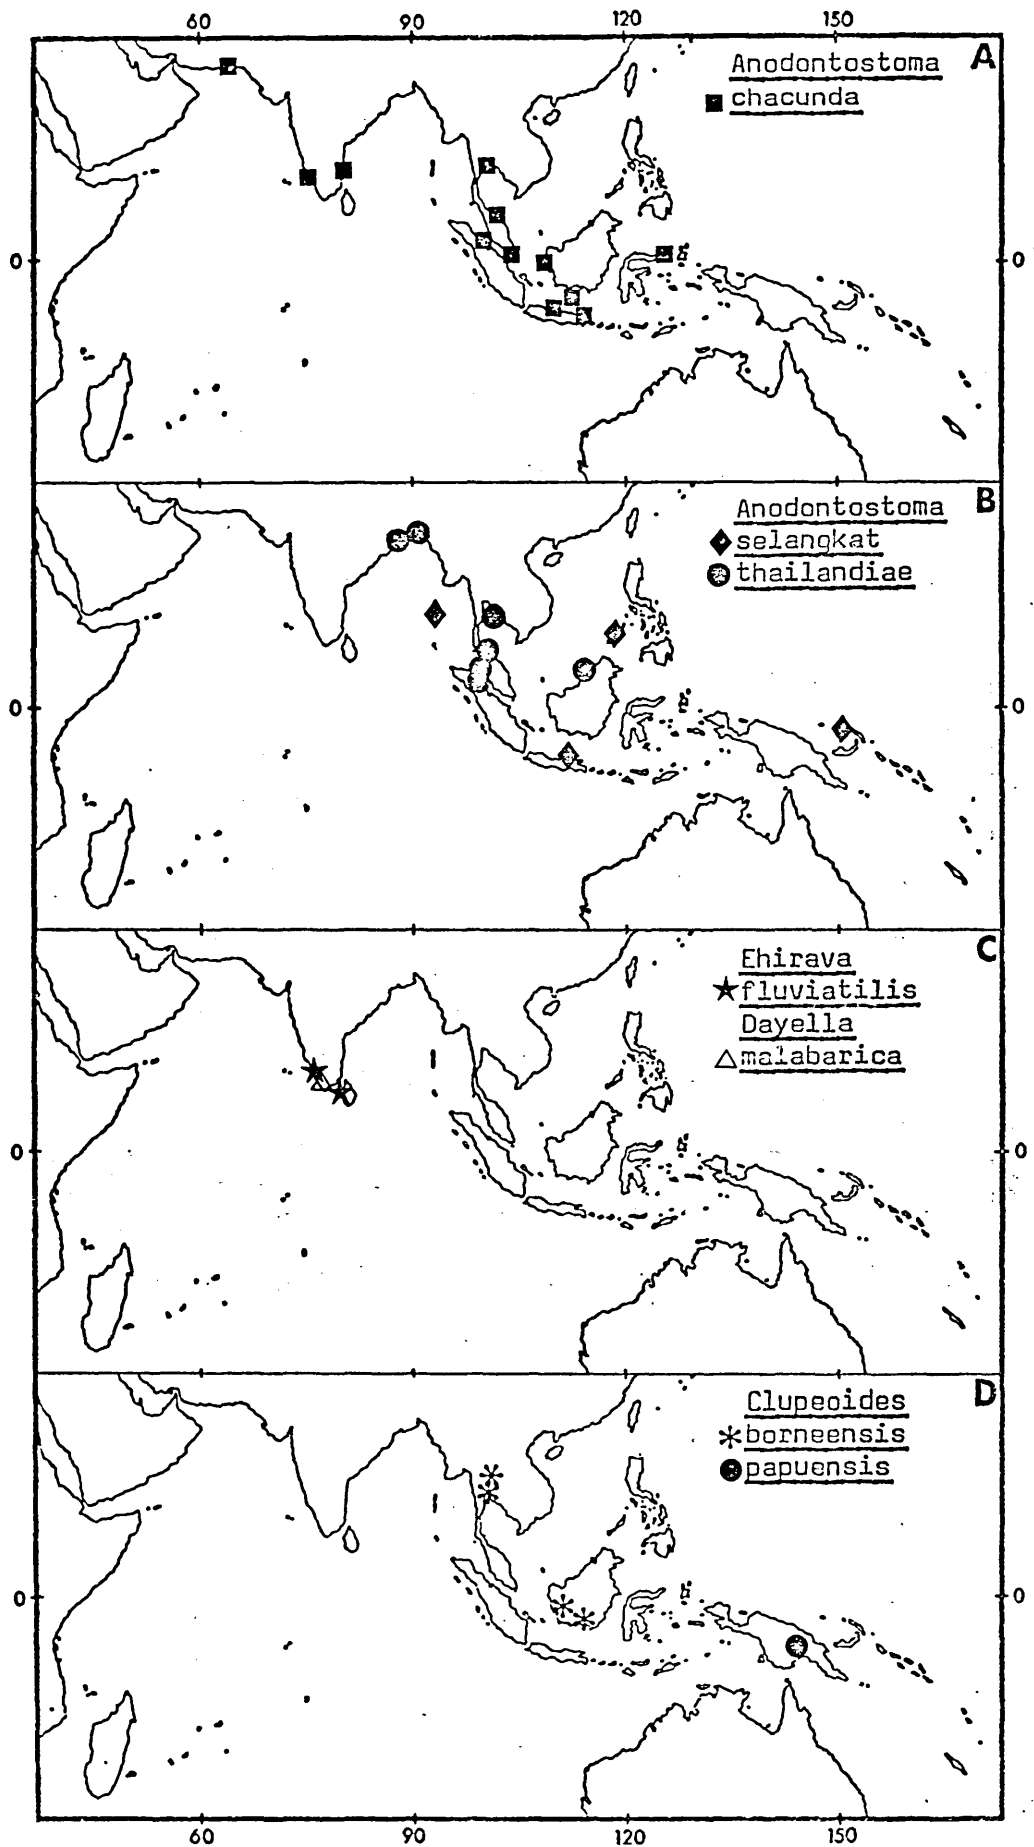 60 90 120 150
A
Anodontostoma
chacunda
0 0
B
Anodontostoma
selangkat
thailandiae
0 0
C
Ehirava
fluviatilis
Dayella
malabarica
0 0
D
Clupeoides
borneensis
papuensis
0 0
60 90 120 150